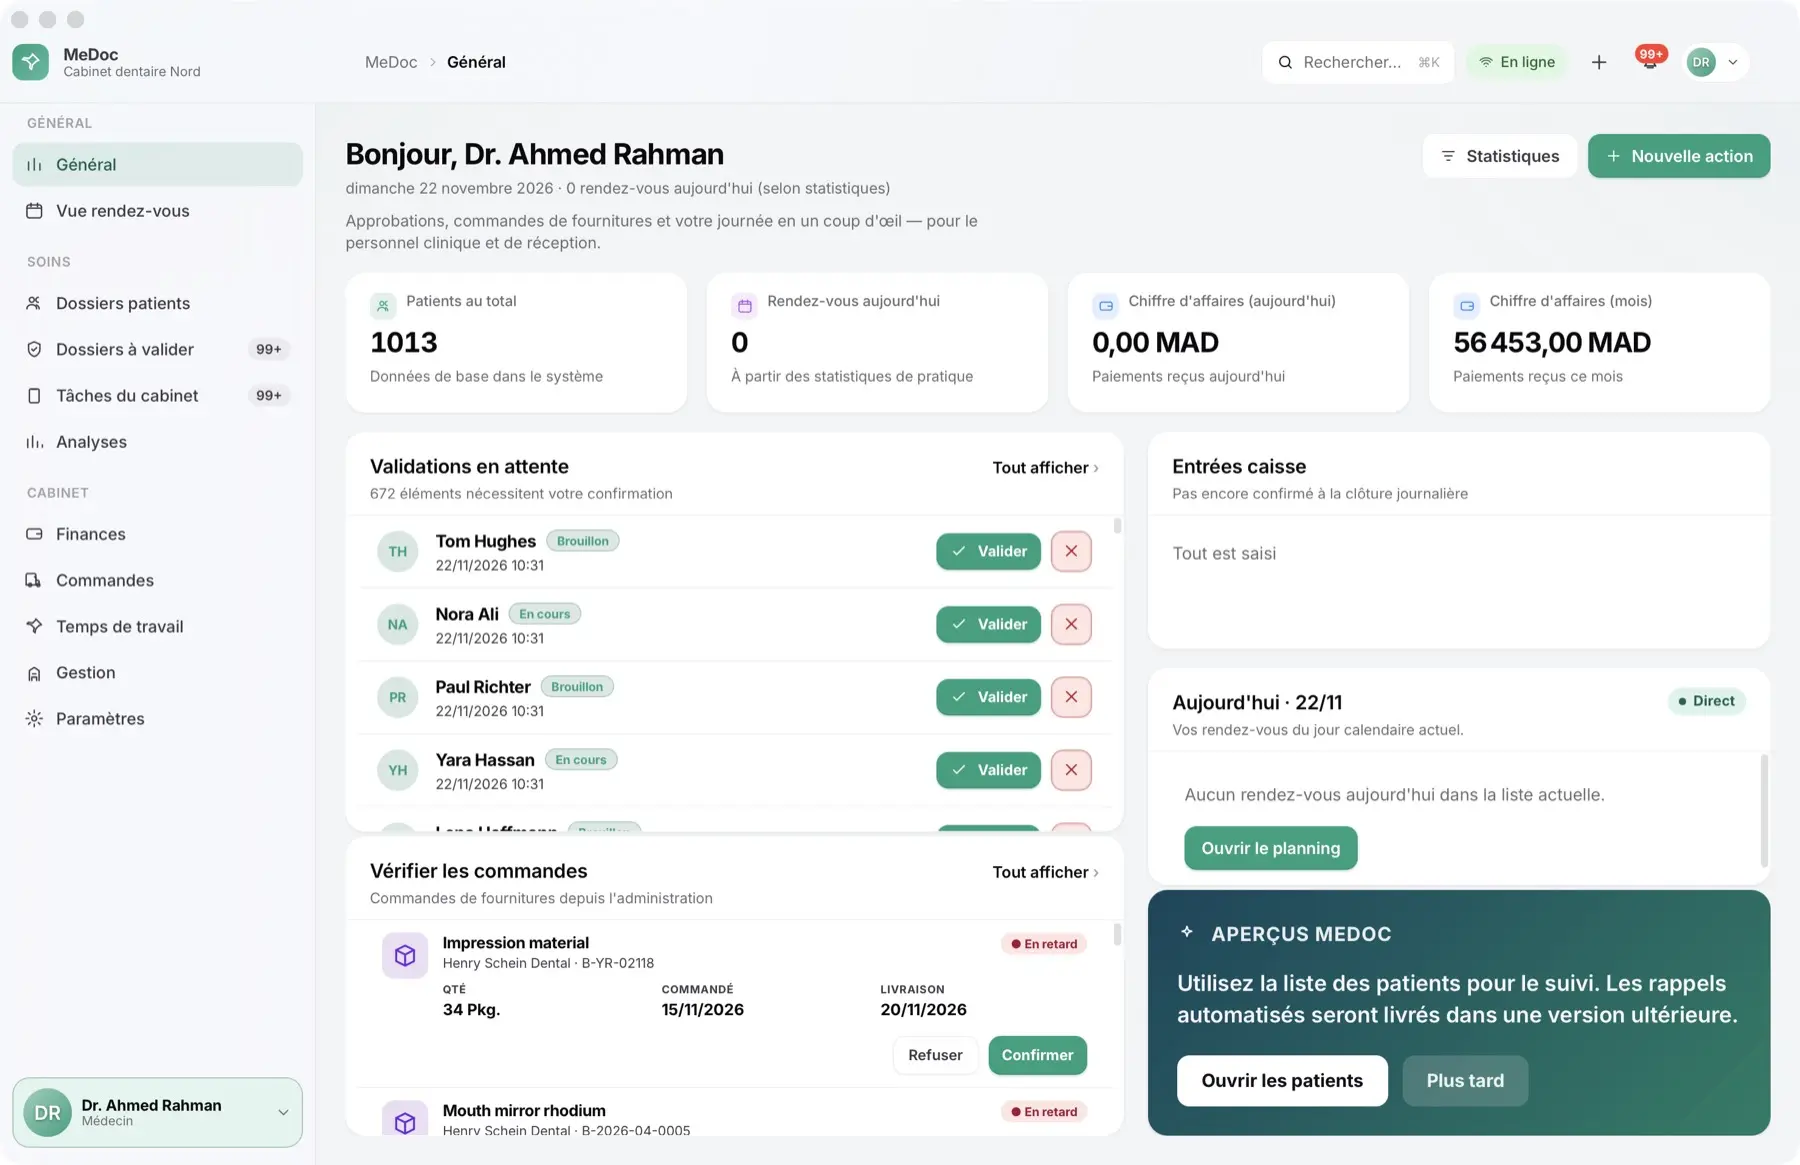 MeDoc
Cabinet dentaire Nord
MeDoc › Général
Rechercher... ⌘K
En ligne
99+
DR
GÉNÉRAL
Général
Vue rendez-vous
SOINS
Dossiers patients
Dossiers à valider 99+
Tâches du cabinet 99+
Analyses
CABINET
Finances
Commandes
Temps de travail
Gestion
Paramètres
DR
Dr. Ahmed Rahman
Médecin
Bonjour, Dr. Ahmed Rahman
dimanche 22 novembre 2026 · 0 rendez-vous aujourd'hui (selon statistiques)
Approbations, commandes de fournitures et votre journée en un coup d'œil — pour le
personnel clinique et de réception.
Statistiques
+ Nouvelle action
Patients au total
1013
Données de base dans le système
Rendez-vous aujourd'hui
0
À partir des statistiques de pratique
Chiffre d'affaires (aujourd'hui)
0,00 MAD
Paiements reçus aujourd'hui
Chiffre d'affaires (mois)
56 453,00 MAD
Paiements reçus ce mois
Validations en attente
Tout afficher ›
672 éléments nécessitent votre confirmation
TH
Tom Hughes Brouillon
22/11/2026 10:31
Valider
NA
Nora Ali En cours
22/11/2026 10:31
Valider
PR
Paul Richter Brouillon
22/11/2026 10:31
Valider
YH
Yara Hassan En cours
22/11/2026 10:31
Valider
Vérifier les commandes
Tout afficher ›
Commandes de fournitures depuis l'administration
Impression material
En retard
Henry Schein Dental · B-YR-02118
QTÉ COMMANDÉ LIVRAISON
34 Pkg. 15/11/2026 20/11/2026
Refuser
Confirmer
Mouth mirror rhodium
En retard
Henry Schein Dental · B-2026-04-0005
Entrées caisse
Pas encore confirmé à la clôture journalière
Tout est saisi
Aujourd'hui · 22/11
Direct
Vos rendez-vous du jour calendaire actuel.
Aucun rendez-vous aujourd'hui dans la liste actuelle.
Ouvrir le planning
APERÇUS MEDOC
Utilisez la liste des patients pour le suivi. Les rappels
automatisés seront livrés dans une version ultérieure.
Ouvrir les patients
Plus tard